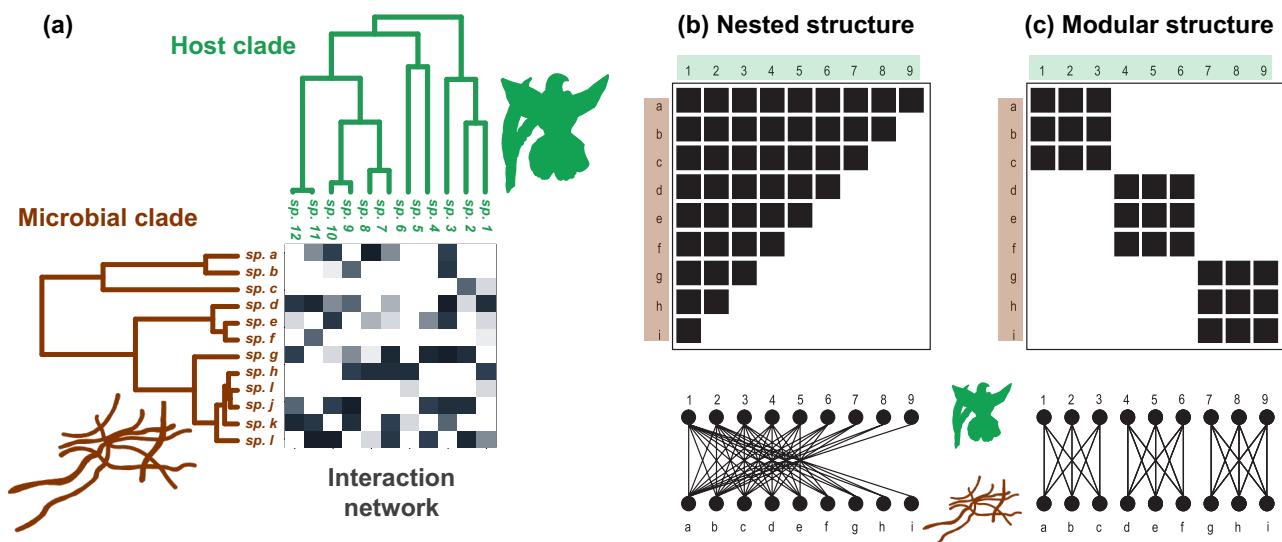 (a)
Host clade
sp. 12
sp. 11
sp. 10
sp. 9
sp. 8
sp. 7
sp. 6
sp. 5
sp. 4
sp. 3
sp. 2
sp. 1
Microbial clade
sp. a
sp. b
sp. c
sp. d
sp. e
sp. f
sp. g
sp. h
sp. l
sp. j
sp. k
sp. l
Interaction
network
(b) Nested structure
1 2 3 4 5 6 7 8 9
a
b
c
d
e
f
g
h
i
1 2 3 4 5 6 7 8 9
a b c d e f g h i
(c) Modular structure
1 2 3 4 5 6 7 8 9
a
b
c
d
e
f
g
h
i
1 2 3 4 5 6 7 8 9
a b c d e f g h i